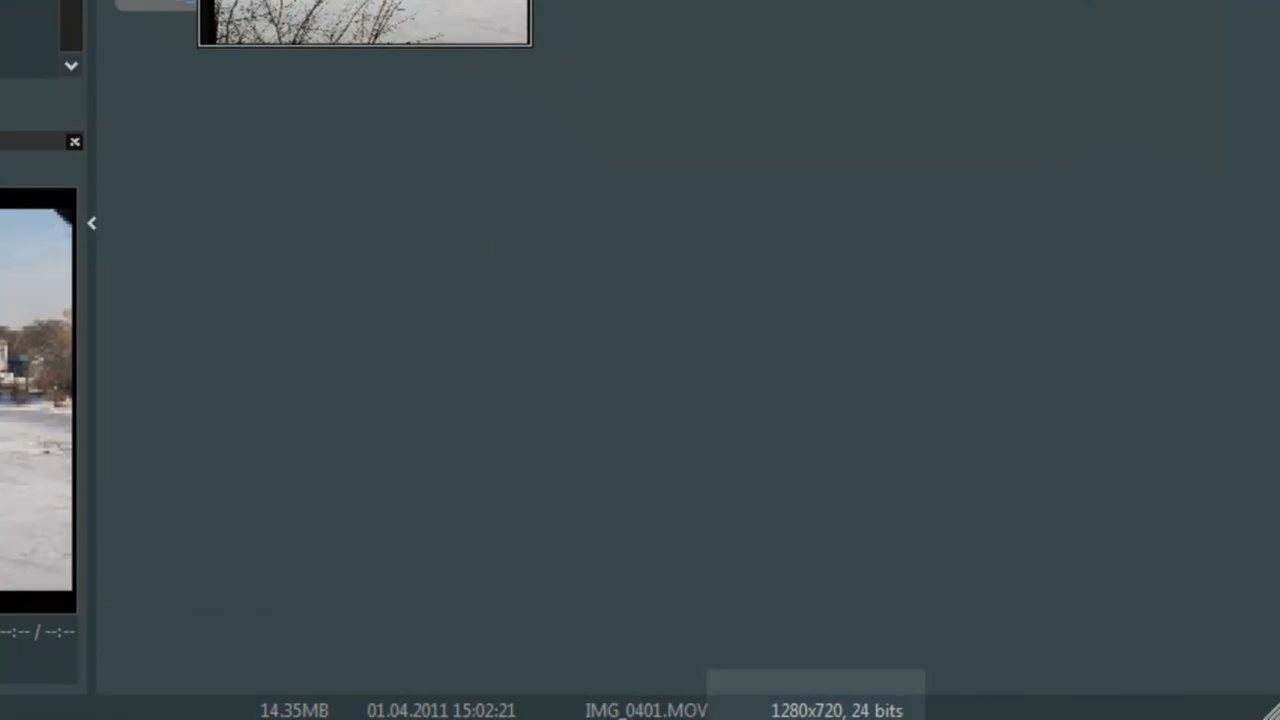 --:-- / --:--
14.35MB 01.04.2011 15:02:21 IMG_0401.MOV 1280x720, 24 bits